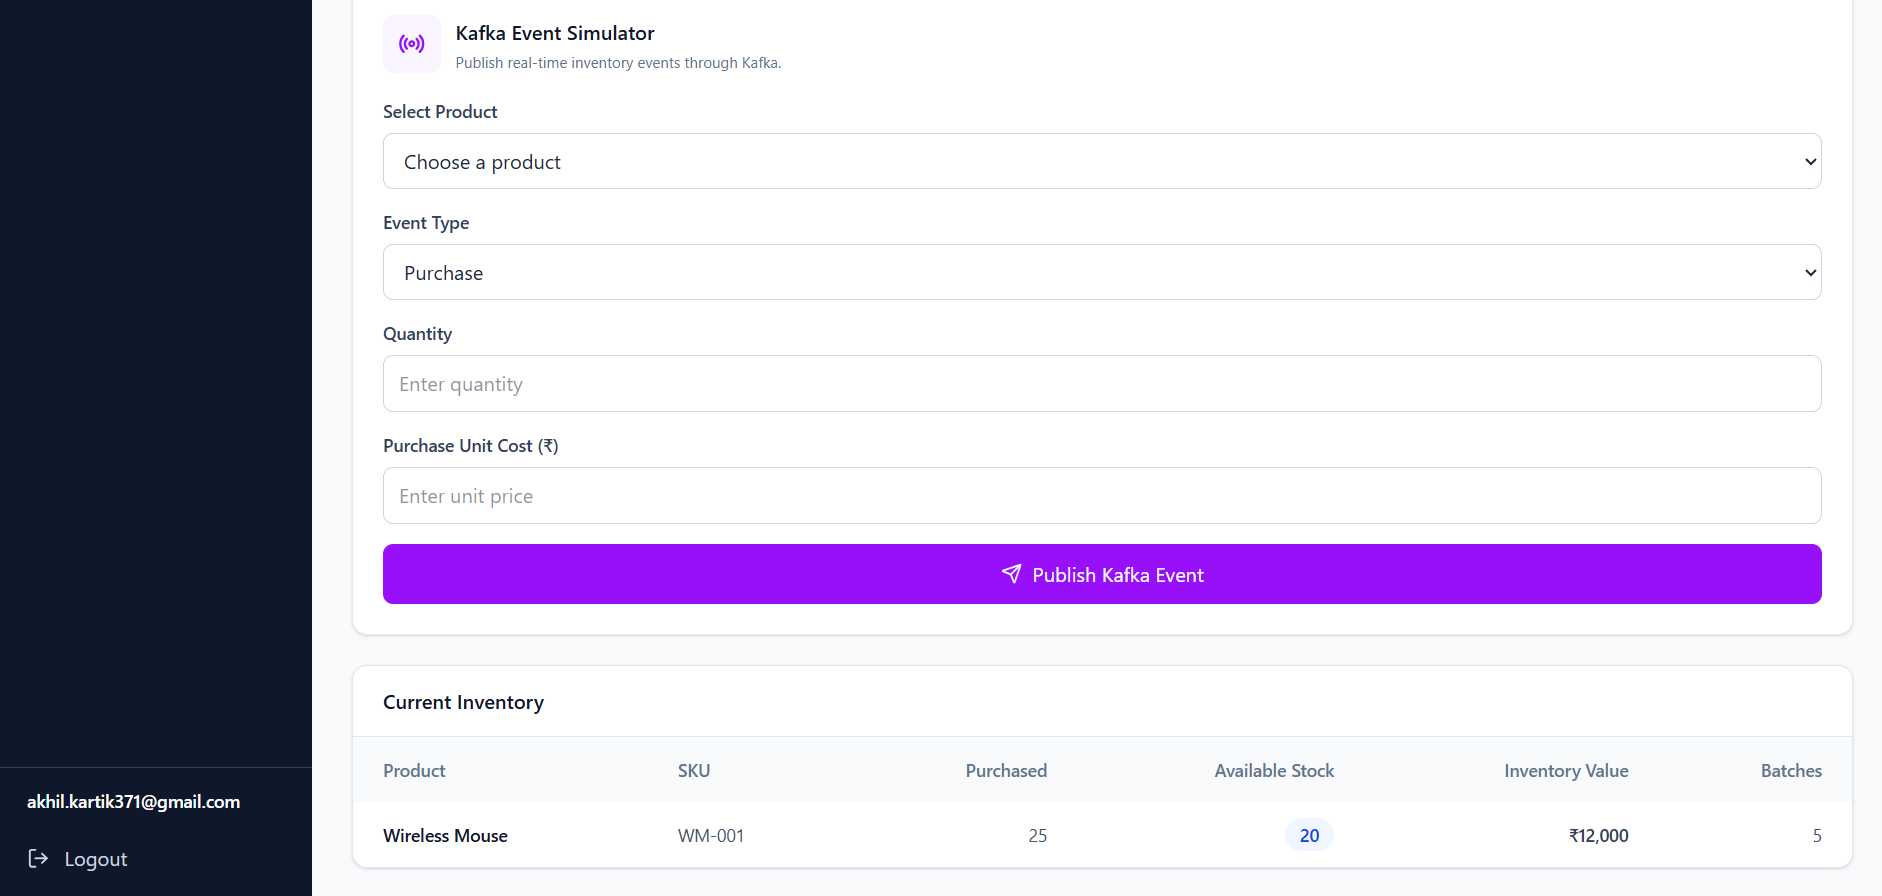 Kafka Event Simulator
Publish real-time inventory events through Kafka.
Select Product
Choose a product
Event Type
Purchase
Quantity
Enter quantity
Purchase Unit Cost (₹)
Enter unit price
Publish Kafka Event
Current Inventory
Product SKU Purchased Available Stock Inventory Value Batches
Wireless Mouse WM-001 25 20 ₹12,000 5
akhil.kartik371@gmail.com
Logout